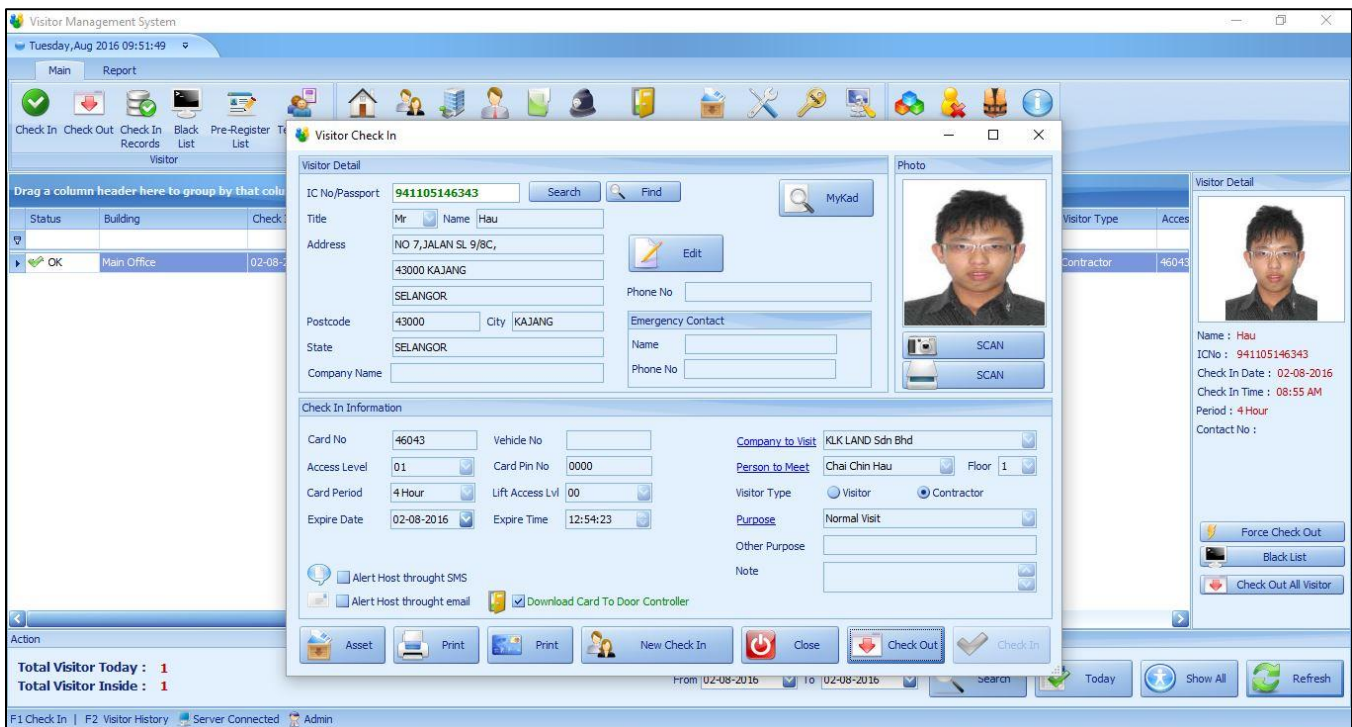 Visitor Management System
Tuesday,Aug 2016 09:51:49
Main Report
Check In Check Out Check In Records Black List Pre-Register List
Visitor
Drag a column header here to group by that
Status Building Check Visitor Type
OK Main Office Contractor 46043
Visitor Check In
Visitor Detail
IC No/Passport 941105146343 Search Find MyKad
Title Mr Name Hau
Address NO 7,JALAN SL 9/8C,
Edit
43000 KAJANG
SELANGOR
Phone No
Postcode 43000 City KAJANG
Emergency Contact
State SELANGOR
Name
Company Name
Phone No
Photo
SCAN
SCAN
Check In Information
Card No 46043 Vehicle No Company to Visit KLK LAND Sdn Bhd
Access Level 01 Card Pin No 0000 Person to Meet Chai Chin Hau Floor 1
Card Period 4 Hour Lift Access Lvl 00 Visitor Type Visitor Contractor
Expire Date 02-08-2016 Expire Time 12:54:23 Purpose Normal Visit
Other Purpose
Note
Alert Host throught SMS
Alert Host throught email Download Card To Door Controller
Asset Print Print New Check In Close Check Out Check In
Visitor Detail
Name : Hau
ICNo : 941105146343
Check In Date : 02-08-2016
Check In Time : 08:55 AM
Period : 4 Hour
Contact No :
Force Check Out
Black List
Check Out All Visitor
Action
Total Visitor Today : 1
Total Visitor Inside : 1
From 02-08-2016 To 02-08-2016 Search Today Show All Refresh
F1 Check In | F2 Visitor History Server Connected Admin